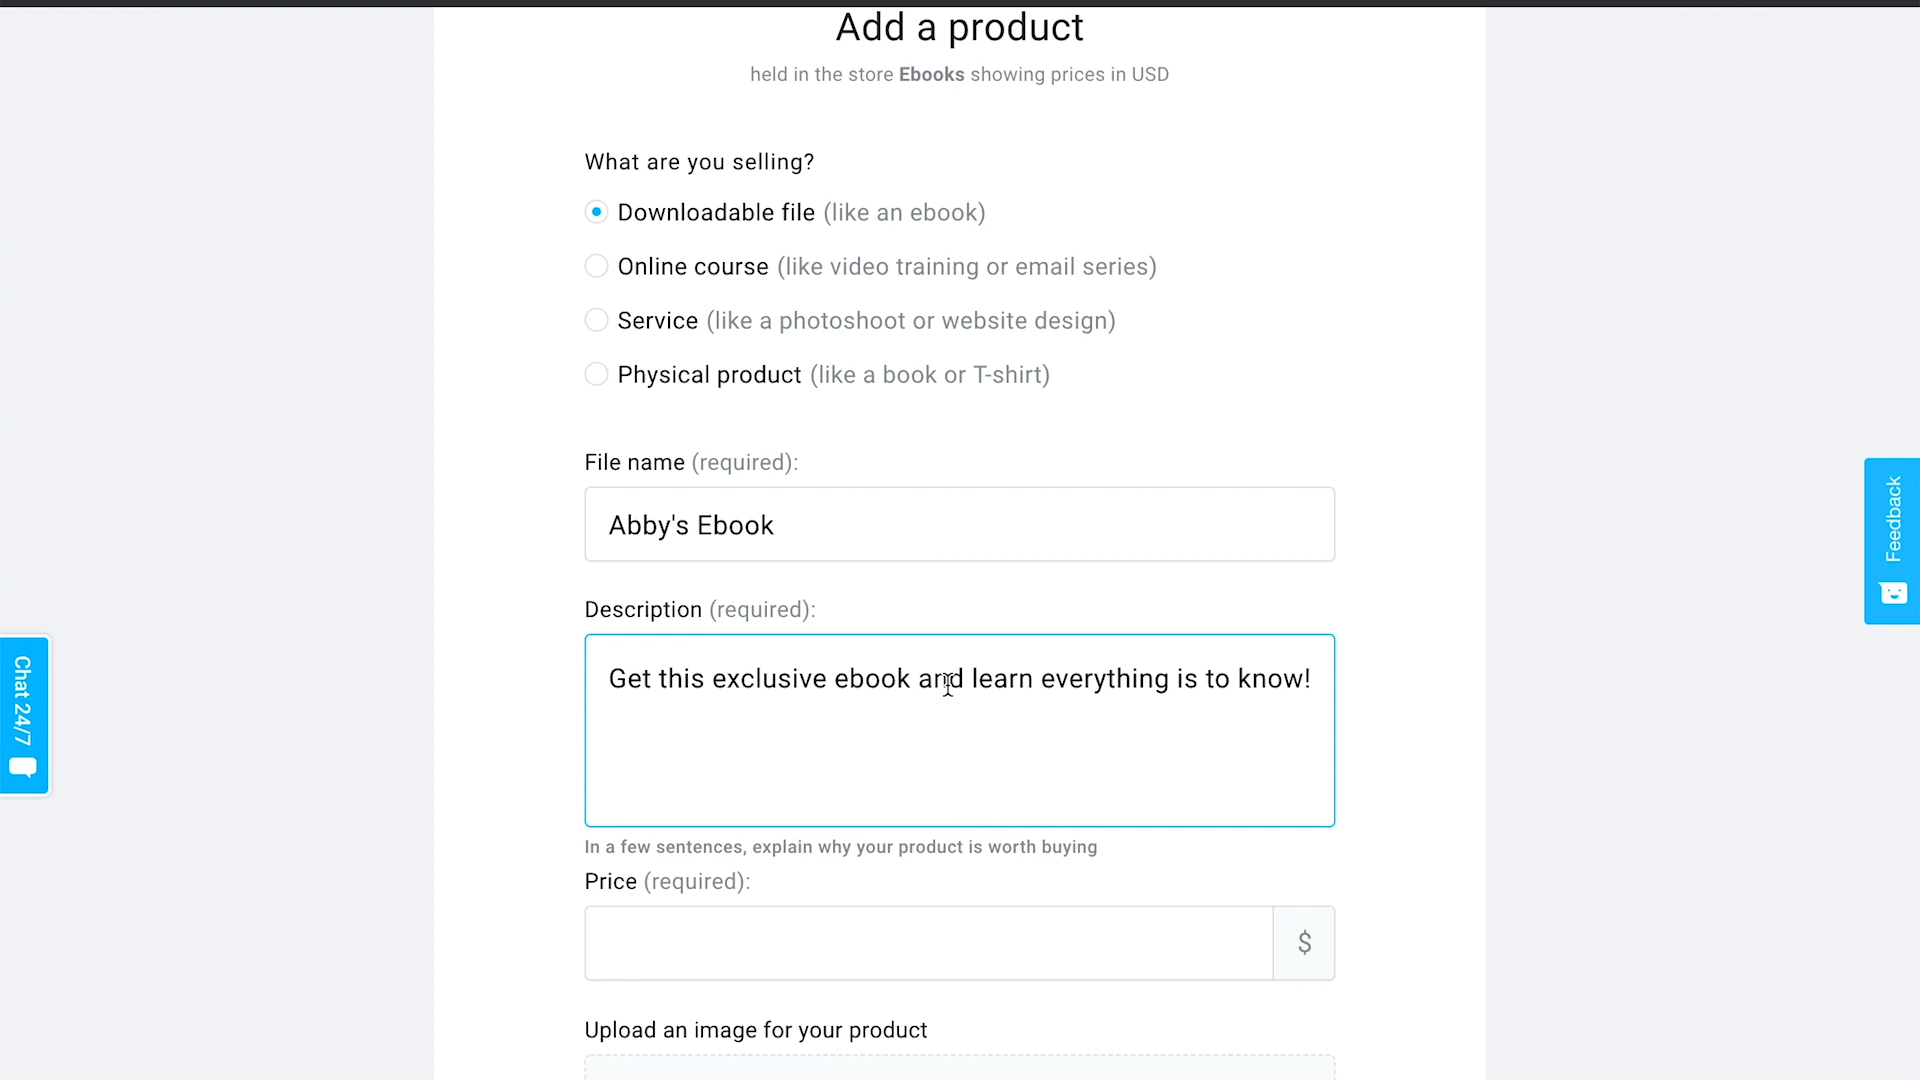 Add a product
held in the store Ebooks showing prices in USD
What are you selling?
Downloadable file (like an ebook)
Online course (like video training or email series)
Service (like a photoshoot or website design)
Physical product (like a book or T-shirt)
File name (required):
Abby's Ebook
Description (required):
Get this exclusive ebook and learn everything is to know!
In a few sentences, explain why your product is worth buying
Price (required):
$
Upload an image for your product
Chat 24/7
Feedback